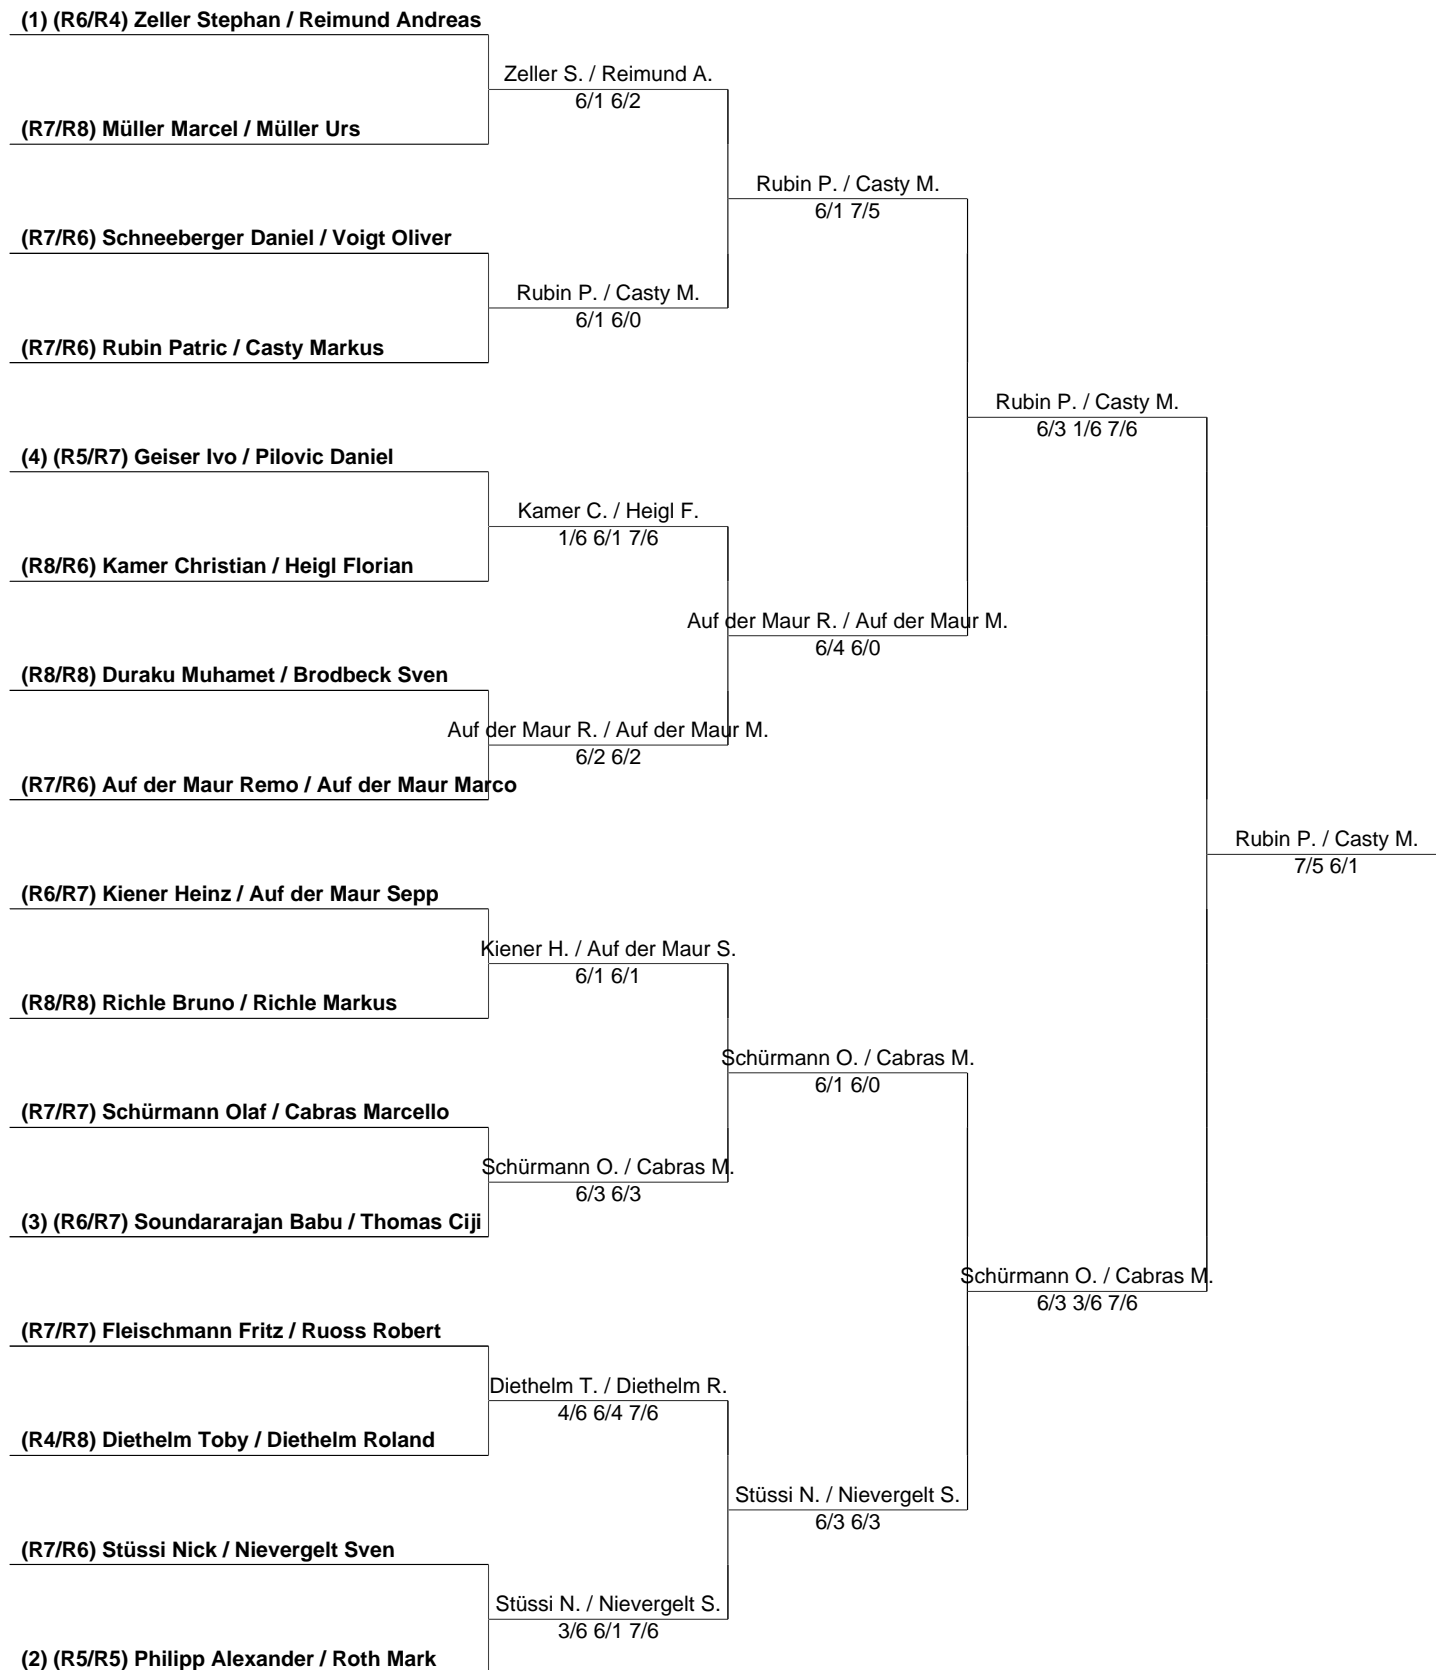 (1) (R6/R4) Zeller Stephan / Reimund Andreas
Zeller S. / Reimund A.
6/1 6/2
(R7/R8) Müller Marcel / Müller Urs
Rubin P. / Casty M.
6/1 7/5
(R7/R6) Schneeberger Daniel / Voigt Oliver
Rubin P. / Casty M.
6/1 6/0
(R7/R6) Rubin Patric / Casty Markus
Rubin P. / Casty M.
6/3 1/6 7/6
(4) (R5/R7) Geiser Ivo / Pilovic Daniel
Kamer C. / Heigl F.
1/6 6/1 7/6
(R8/R6) Kamer Christian / Heigl Florian
Auf der Maur R. / Auf der Maur M.
6/4 6/0
(R8/R8) Duraku Muhamet / Brodbeck Sven
Auf der Maur R. / Auf der Maur M.
6/2 6/2
(R7/R6) Auf der Maur Remo / Auf der Maur Marco
Rubin P. / Casty M.
7/5 6/1
(R6/R7) Kiener Heinz / Auf der Maur Sepp
Kiener H. / Auf der Maur S.
6/1 6/1
(R8/R8) Richle Bruno / Richle Markus
Schürmann O. / Cabras M.
6/1 6/0
(R7/R7) Schürmann Olaf / Cabras Marcello
Schürmann O. / Cabras M.
6/3 6/3
(3) (R6/R7) Soundararajan Babu / Thomas Ciji
Schürmann O. / Cabras M.
6/3 3/6 7/6
(R7/R7) Fleischmann Fritz / Ruoss Robert
Diethelm T. / Diethelm R.
4/6 6/4 7/6
(R4/R8) Diethelm Toby / Diethelm Roland
Stüssi N. / Nievergelt S.
6/3 6/3
(R7/R6) Stüssi Nick / Nievergelt Sven
Stüssi N. / Nievergelt S.
3/6 6/1 7/6
(2) (R5/R5) Philipp Alexander / Roth Mark